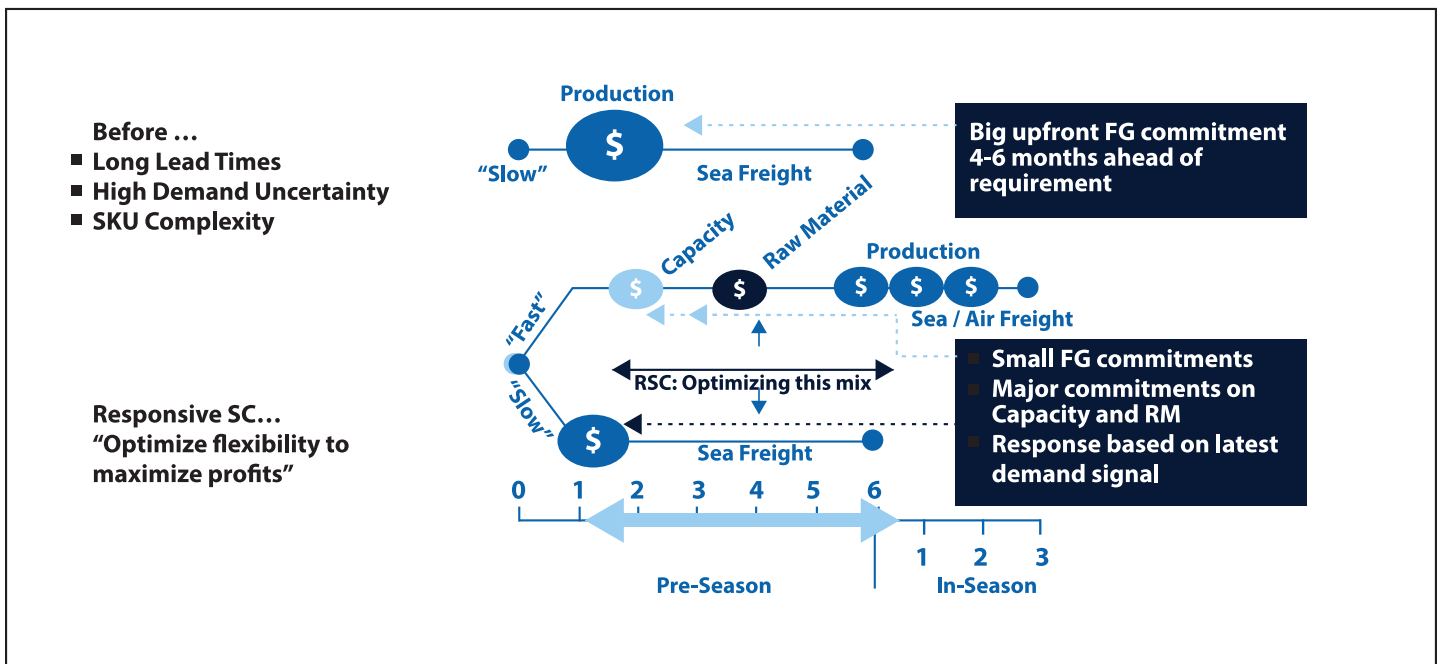 Before …
■ Long Lead Times
■ High Demand Uncertainty
■ SKU Complexity
Production
$
“Slow”
Sea Freight
Big upfront FG commitment
4-6 months ahead of
requirement
Capacity
Raw Material
Production
$
$
$ $ $
“Fast”
Sea / Air Freight
RSC: Optimizing this mix
“Slow”
$
Sea Freight
■ Small FG commitments
■ Major commitments on
Capacity and RM
■ Response based on latest
demand signal
Responsive SC…
“Optimize flexibility to
maximize profits”
0 1 2 3 4 5 6
1 2 3
Pre-Season
In-Season